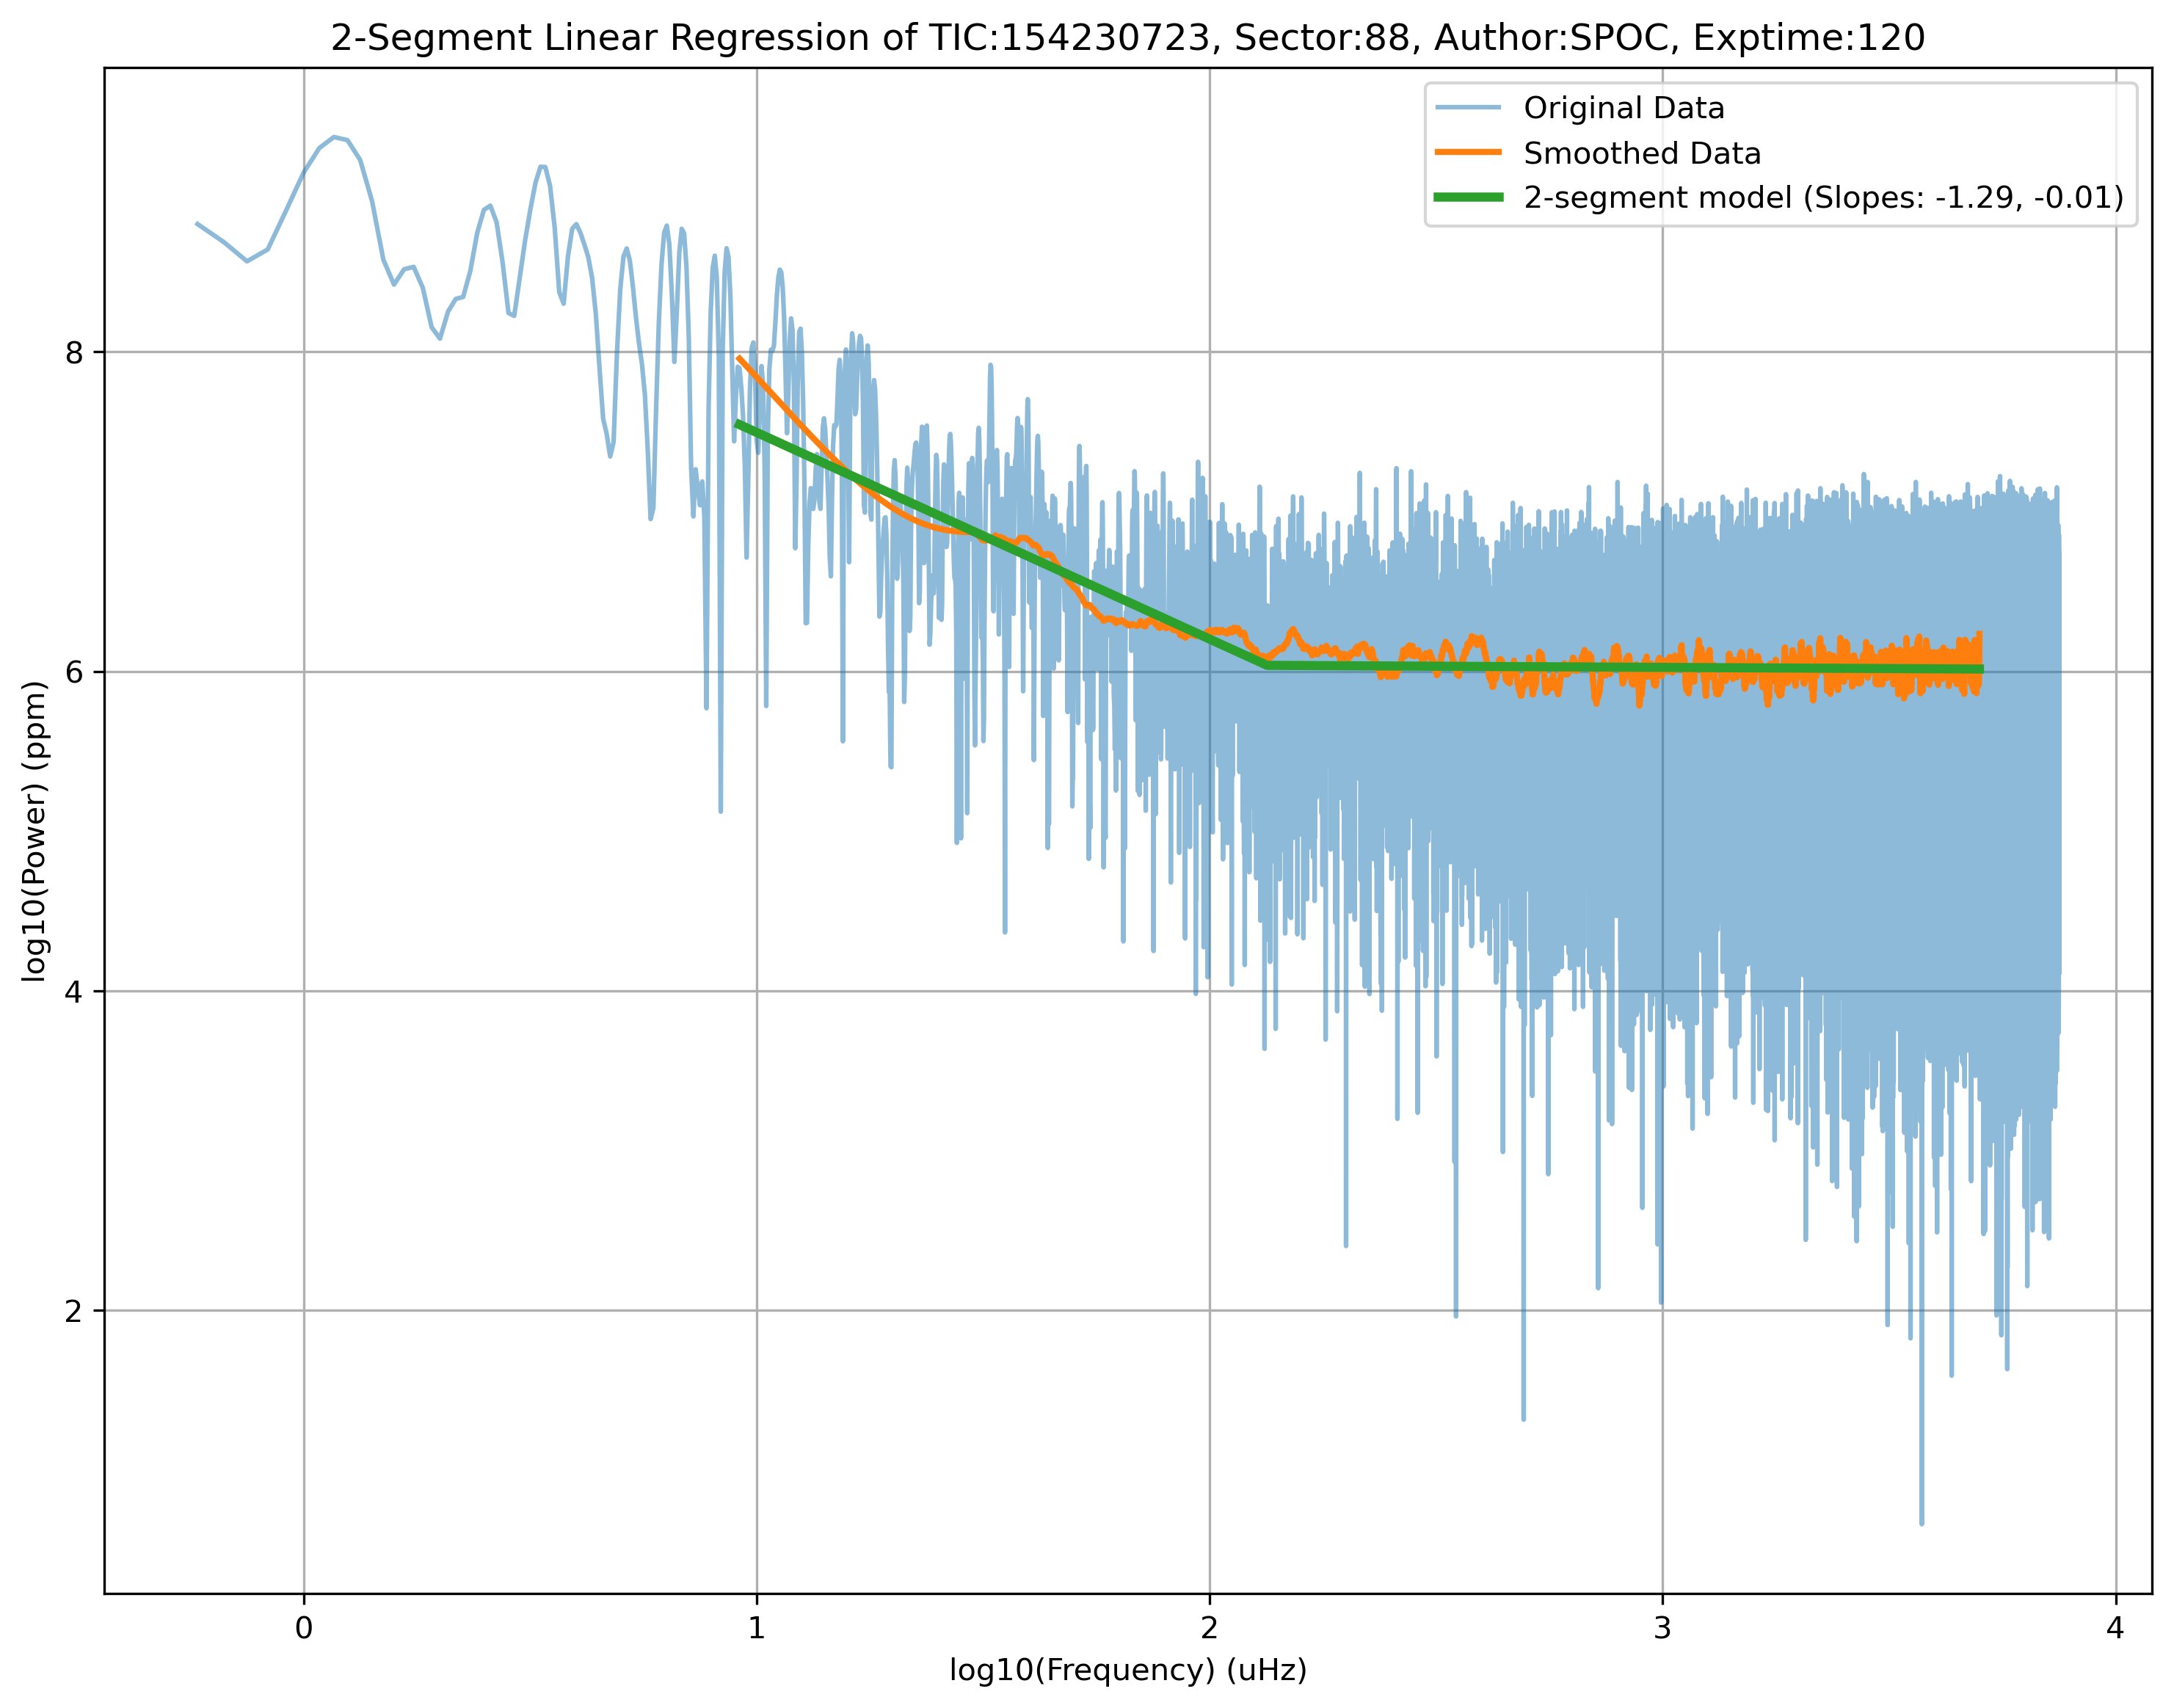 2-Segment Linear Regression of TIC:154230723, Sector:88, Author:SPOC, Exptime:120
Original Data
Smoothed Data
2-segment model (Slopes: -1.29, -0.01)
8
6
4
2
log10(Power) (ppm)
0 1 2 3 4
log10(Frequency) (uHz)